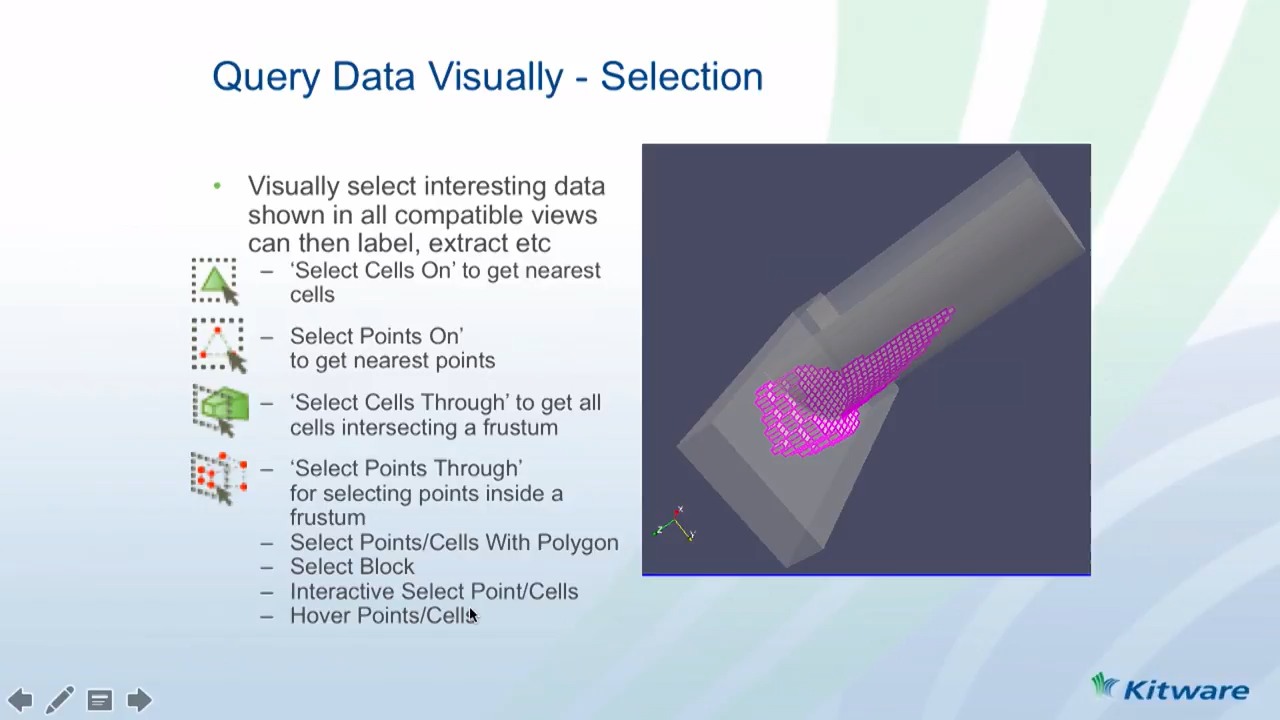 Query Data Visually - Selection
• Visually select interesting data
shown in all compatible views
can then label, extract etc
– ‘Select Cells On’ to get nearest
cells
– Select Points On’
to get nearest points
– ‘Select Cells Through’ to get all
cells intersecting a frustum
– ‘Select Points Through’
for selecting points inside a
frustum
– Select Points/Cells With Polygon
– Select Block
– Interactive Select Point/Cells
– Hover Points/Cells
x
z
y
Kitware